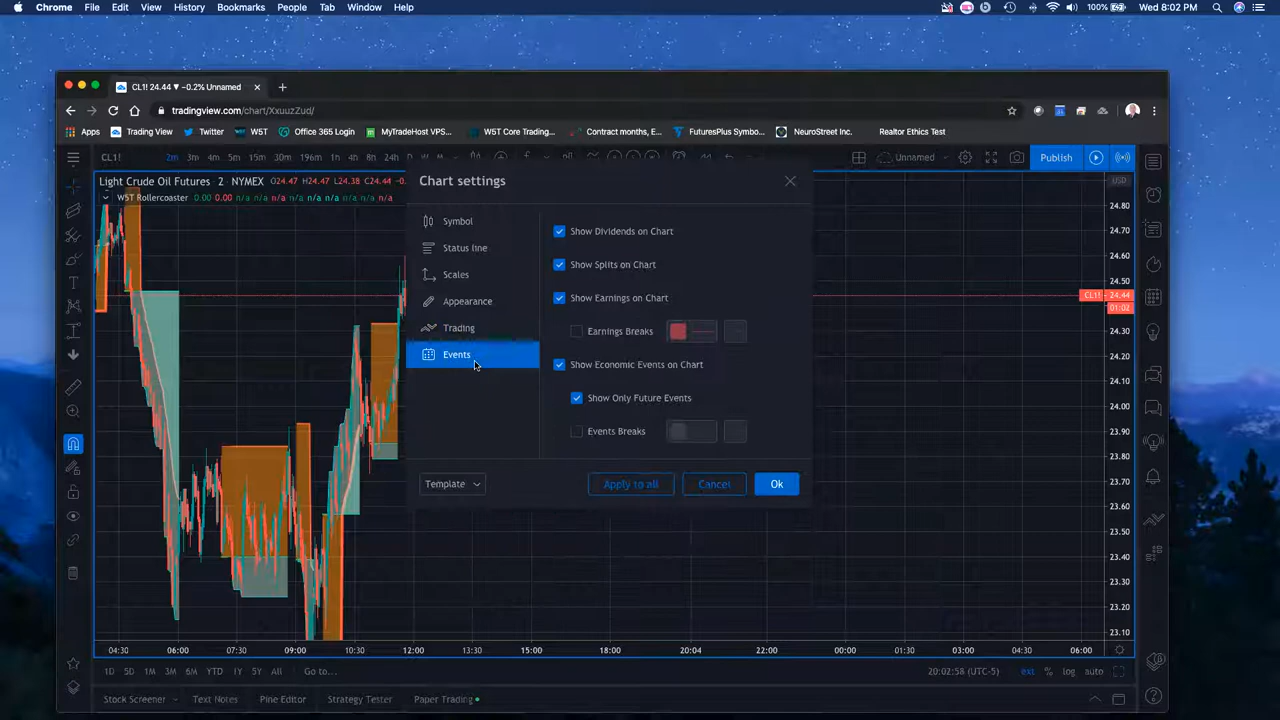 Chrome File Edit View History Bookmarks People Tab Window Help 100% Wed 8:02 PM
CL1! 24.44 ▼ −0.2% Unnamed
tradingview.com/chart/XxuuzZud/
Apps Trading View Twitter W5T Office 365 Login MyTradeHost VPS... W5T Core Trading... Contract months, E... FuturesPlus Symbo... NeuroStreet Inc. Realtor Ethics Test
CL1! 2m 3m 4m 5m 15m 30m 196m 1h 4h 8h 24h D W M Unnamed Publish
Light Crude Oil Futures · 2 · NYMEX O24.47 H24.47 L24.38 C24.44 −0.
W5T Rollercoaster 0.00 0.00 n/a n/a n/a n/a n/a n/a n/a
Chart settings
Symbol
Status line
Scales
Appearance
Trading
Events
Show Dividends on Chart
Show Splits on Chart
Show Earnings on Chart
Earnings Breaks
Show Economic Events on Chart
Show Only Future Events
Events Breaks
Template Apply to all Cancel Ok
USD
24.80
24.70
24.60
24.50
CL1! 24.44
01:02
24.30
24.20
24.10
24.00
23.90
23.80
23.70
23.60
23.50
23.40
23.30
23.20
23.10
04:30 06:00 07:30 09:00 10:30 12:00 13:30 15:00 16:00 20:04 22:00 00:00 01:30 03:00 04:30 06:00
1D 5D 1M 3M 6M YTD 1Y 5Y All Go to... 20:02:58 (UTC-5) ext % log auto
Stock Screener Text Notes Pine Editor Strategy Tester Paper Trading